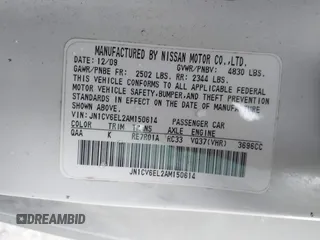 MANUFACTURED BY NISSAN MOTOR CO.,LTD.
DATE: 12/09 GVWR/PNBV: 4830 LBS.
GAWR/PNBE FR: 2502 LBS. RR: 2344 LBS.
THIS VEHICLE CONFORMS TO ALL APPLICABLE FEDERAL
MOTOR VEHICLE SAFETY,BUMPER,AND THEFT PREVENTION
STANDARDS IN EFFECT ON THE DATE OF MANUFACTURE
SHOWN ABOVE.
VIN: JN1CV6EL2AM150614 PASSENGER CAR
COLOR TRIM TRANS AXLE ENGINE
QAA K RE7R01A RC33 VQ37(VHR) 3696CC
JN1CV6EL2AM150614
OTOBIDMASTER